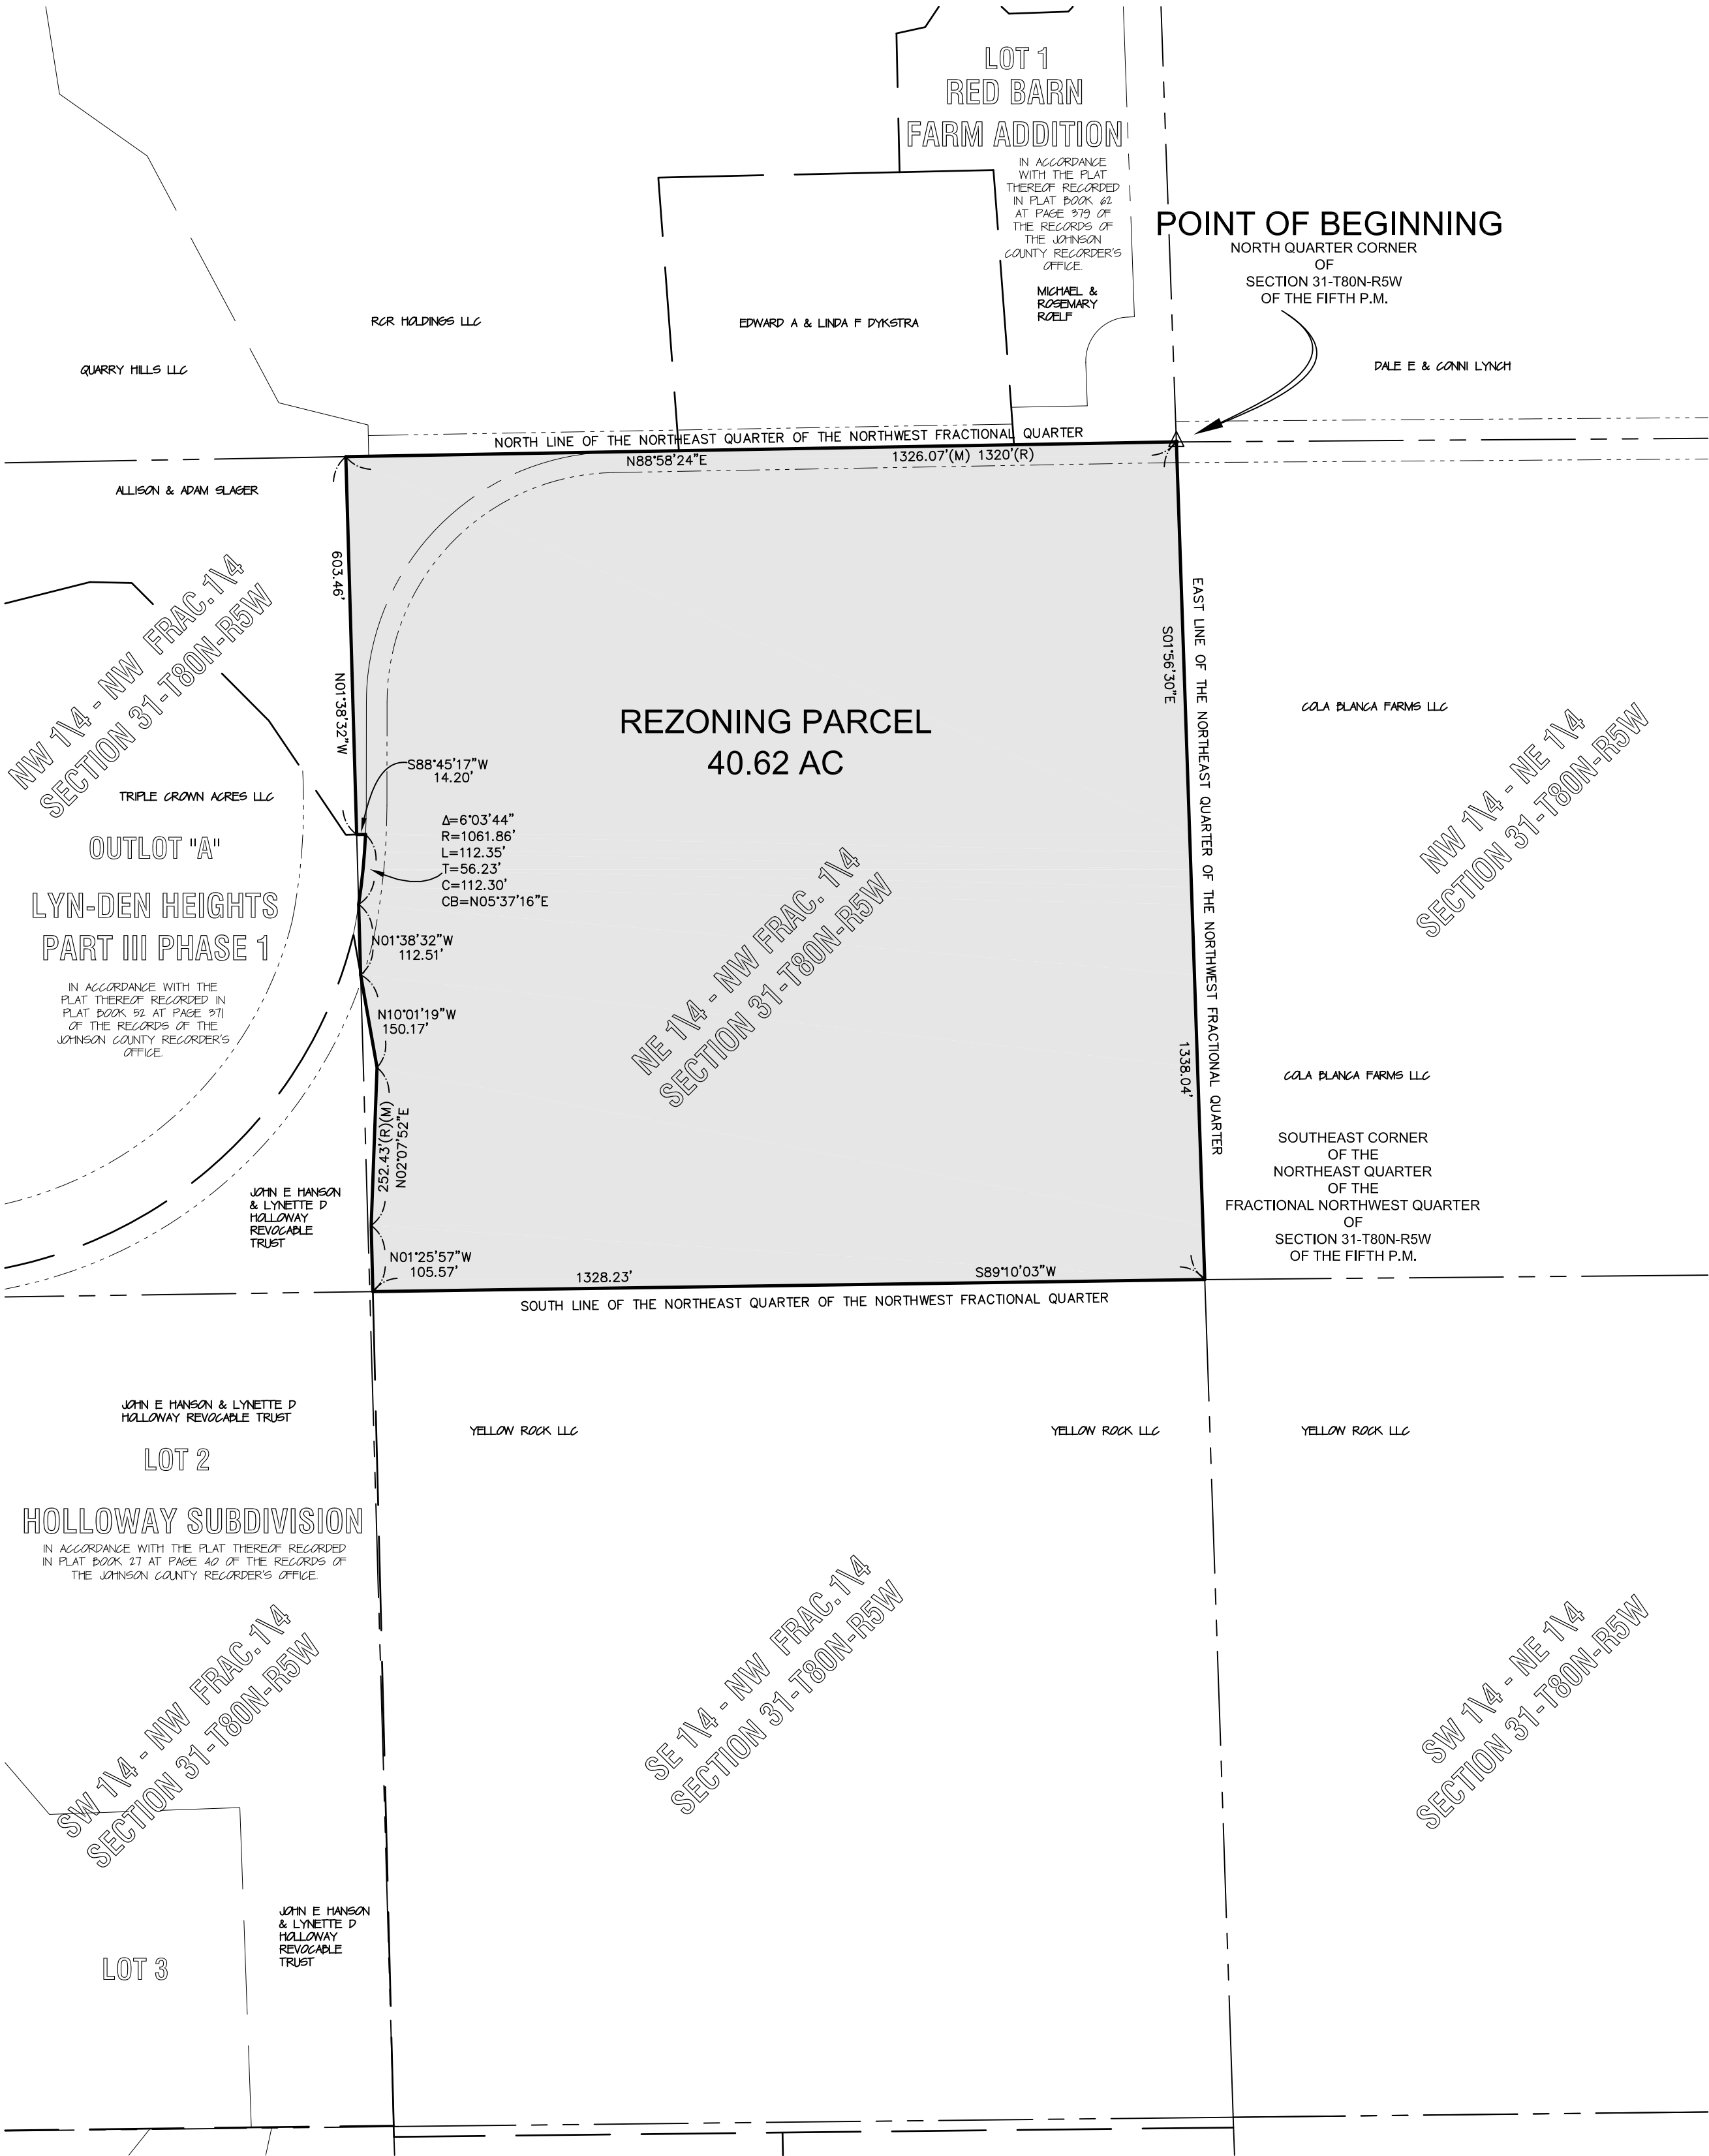 LOT 1
RED BARN
FARM ADDITION
IN ACCORDANCE
WITH THE PLAT
THEREOF RECORDED
IN PLAT BOOK 62
AT PAGE 379 OF
THE RECORDS OF
THE JOHNSON
COUNTY RECORDER'S
OFFICE.
MICHAEL &
ROSEMARY
ROELF
POINT OF BEGINNING
NORTH QUARTER CORNER
OF
SECTION 31-T80N-R5W
OF THE FIFTH P.M.
RCR HOLDINGS LLC
EDWARD A & LINDA F DYKSTRA
QUARRY HILLS LLC
DALE E & CONNI LYNCH
NORTH LINE OF THE NORTHEAST QUARTER OF THE NORTHWEST FRACTIONAL QUARTER
N88°58'24"E
1326.07'(M) 1320'(R)
ALLISON & ADAM SLAGER
603.46'
N01°38'32"W
NW 1\4 - NW FRAC.1\4
SECTION 31-T80N-R5W
S01°56'30"E
1338.04'
EAST LINE OF THE NORTHEAST QUARTER OF THE NORTHWEST FRACTIONAL QUARTER
REZONING PARCEL
40.62 AC
COLA BLANCA FARMS LLC
NW 1\4 - NE 1\4
SECTION 31-T80N-R5W
S88°45'17"W
14.20'
TRIPLE CROWN ACRES LLC
OUTLOT "A"
LYN-DEN HEIGHTS
PART III PHASE 1
IN ACCORDANCE WITH THE
PLAT THEREOF RECORDED IN
PLAT BOOK 52 AT PAGE 371
OF THE RECORDS OF THE
JOHNSON COUNTY RECORDER'S
OFFICE.
Δ=6°03'44"
R=1061.86'
L=112.35'
T=56.23'
C=112.30'
CB=N05°37'16"E
N01°38'32"W
112.51'
N10°01'19"W
150.17'
NE 1\4 - NW FRAC. 1\4
SECTION 31-T80N-R5W
252.43'(R)(M)
N02°07'52"E
COLA BLANCA FARMS LLC
SOUTHEAST CORNER
OF THE
NORTHEAST QUARTER
OF THE
FRACTIONAL NORTHWEST QUARTER
OF
SECTION 31-T80N-R5W
OF THE FIFTH P.M.
JOHN E HANSON
& LYNETTE D
HOLLOWAY
REVOCABLE
TRUST
N01°25'57"W
105.57'
1328.23'
S89°10'03"W
SOUTH LINE OF THE NORTHEAST QUARTER OF THE NORTHWEST FRACTIONAL QUARTER
JOHN E HANSON & LYNETTE D
HOLLOWAY REVOCABLE TRUST
YELLOW ROCK LLC
YELLOW ROCK LLC
YELLOW ROCK LLC
LOT 2
HOLLOWAY SUBDIVISION
IN ACCORDANCE WITH THE PLAT THEREOF RECORDED
IN PLAT BOOK 27 AT PAGE 40 OF THE RECORDS OF
THE JOHNSON COUNTY RECORDER'S OFFICE.
SW 1\4 - NW FRAC.1\4
SECTION 31-T80N-R5W
SE 1\4 - NW FRAC.1\4
SECTION 31-T80N-R5W
SW 1\4 - NE 1\4
SECTION 31-T80N-R5W
JOHN E HANSON
& LYNETTE D
HOLLOWAY
REVOCABLE
TRUST
LOT 3